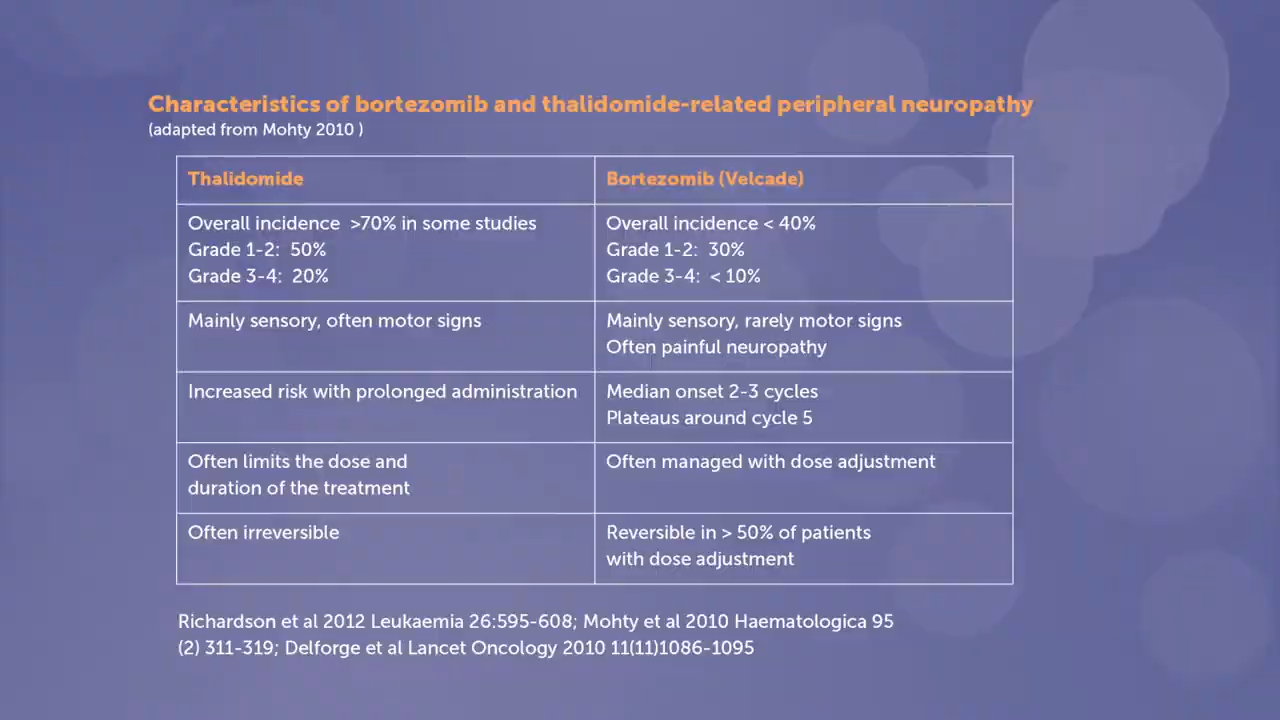 Characteristics of bortezomib and thalidomide-related peripheral neuropathy
(adapted from Mohty 2010 )
Thalidomide
Bortezomib (Velcade)
Overall incidence  >70% in some studies
Grade 1-2:  50%
Grade 3-4:  20%
Overall incidence < 40%
Grade 1-2:  30%
Grade 3-4:  < 10%
Mainly sensory, often motor signs
Mainly sensory, rarely motor signs
Often painful neuropathy
Increased risk with prolonged administration
Median onset 2-3 cycles
Plateaus around cycle 5
Often limits the dose and
duration of the treatment
Often managed with dose adjustment
Often irreversible
Reversible in > 50% of patients
with dose adjustment
Richardson et al 2012 Leukaemia 26:595-608; Mohty et al 2010 Haematologica 95
(2) 311-319; Delforge et al Lancet Oncology 2010 11(11)1086-1095